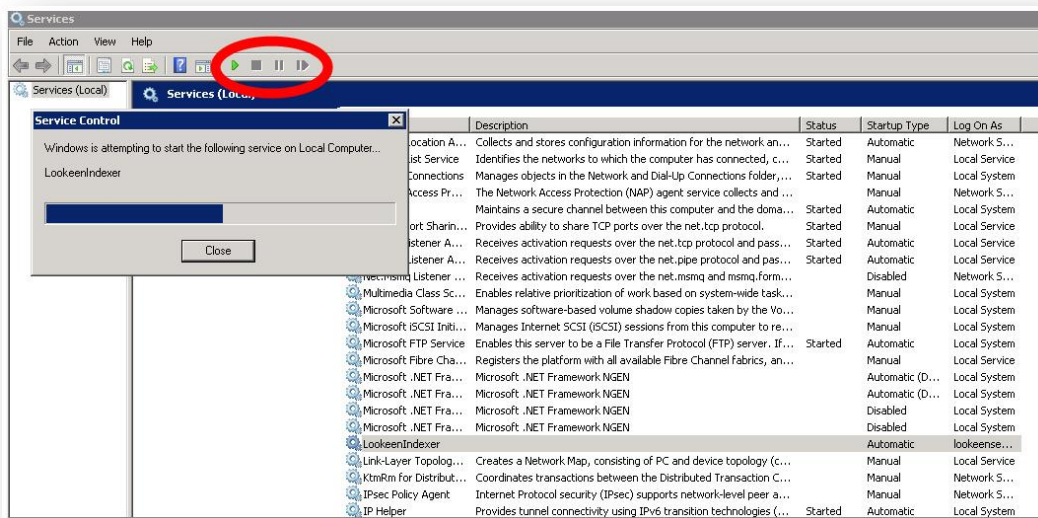 Services
File Action View Help
Services (Local)
Services (Local)
Service Control
Windows is attempting to start the following service on Local Computer...
LookeenIndexer
Close
Description Status Startup Type Log On As
ocation A... Collects and stores configuration information for the network an... Started Automatic Network S...
ist Service Identifies the networks to which the computer has connected, c... Started Manual Local Service
Connections Manages objects in the Network and Dial-Up Connections folder,... Started Manual Local System
Access Pr... The Network Access Protection (NAP) agent service collects and ... Manual Network S...
Maintains a secure channel between this computer and the doma... Started Automatic Local System
ort Sharin... Provides ability to share TCP ports over the net.tcp protocol. Started Manual Local Service
istener A... Receives activation requests over the net.tcp protocol and pass... Started Automatic Local Service
istener A... Receives activation requests over the net.pipe protocol and pas... Started Automatic Local Service
Net.Msmq Listener ... Receives activation requests over the net.msmq and msmq.form... Disabled Network S...
Multimedia Class Sc... Enables relative prioritization of work based on system-wide task... Manual Local System
Microsoft Software ... Manages software-based volume shadow copies taken by the Vo... Manual Local System
Microsoft iSCSI Initi... Manages Internet SCSI (iSCSI) sessions from this computer to re... Manual Local System
Microsoft FTP Service Enables this server to be a File Transfer Protocol (FTP) server. If... Started Automatic Local System
Microsoft Fibre Cha... Registers the platform with all available Fibre Channel fabrics, an... Manual Local Service
Microsoft .NET Fra... Microsoft .NET Framework NGEN Automatic (D... Local System
Microsoft .NET Fra... Microsoft .NET Framework NGEN Automatic (D... Local System
Microsoft .NET Fra... Microsoft .NET Framework NGEN Disabled Local System
Microsoft .NET Fra... Microsoft .NET Framework NGEN Disabled Local System
LookeenIndexer Automatic lookeense...
Link-Layer Topolog... Creates a Network Map, consisting of PC and device topology (c... Manual Local Service
KtmRm for Distribut... Coordinates transactions between the Distributed Transaction C... Manual Network S...
IPsec Policy Agent Internet Protocol security (IPsec) supports network-level peer a... Manual Network S...
IP Helper Provides tunnel connectivity using IPv6 transition technologies (... Started Automatic Local System